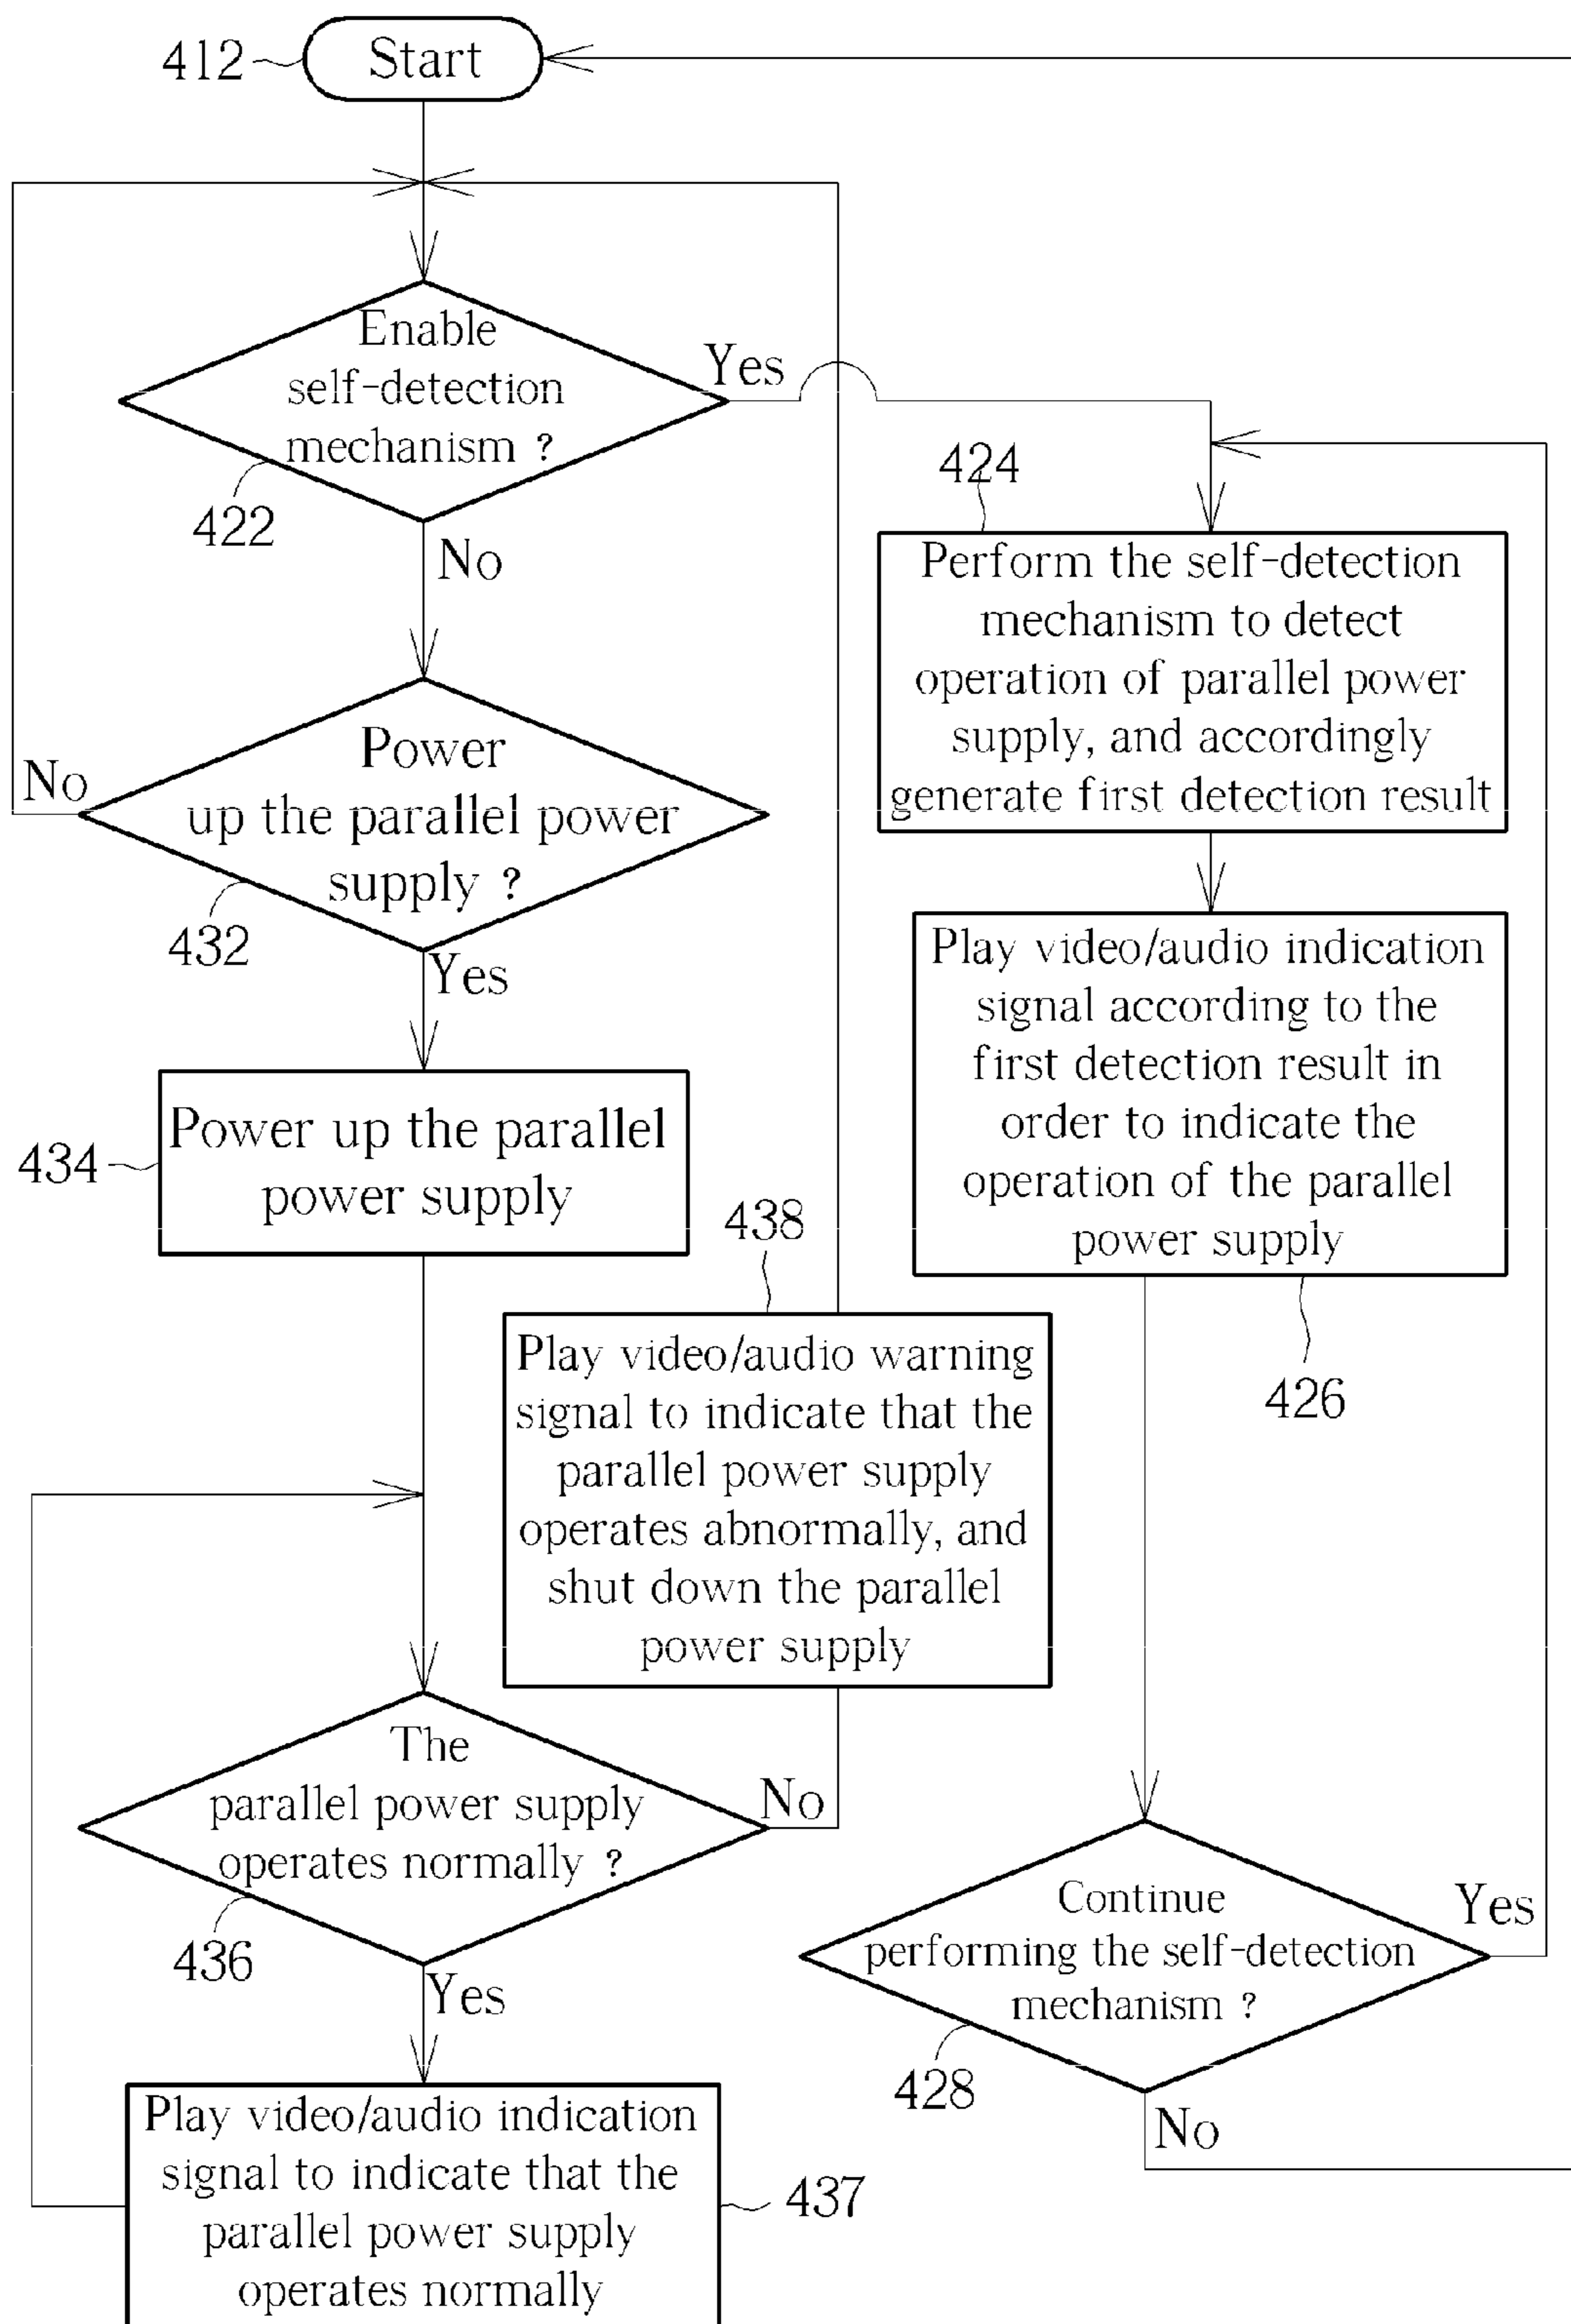 412
Start
Enable
self-detection
mechanism ?
Yes
422
No
424
Perform the self-detection
mechanism to detect
operation of parallel power
supply, and accordingly
generate first detection result
Power
up the parallel power
supply ?
No
432
Yes
Play video/audio indication
signal according to the
first detection result in
order to indicate the
operation of the parallel
power supply
426
434
Power up the parallel
power supply
438
Play video/audio warning
signal to indicate that the
parallel power supply
operates abnormally, and
shut down the parallel
power supply
The
parallel power supply
operates normally ?
No
436
Yes
Continue
performing the self-detection
mechanism ?
Yes
428
No
Play video/audio indication
signal to indicate that the
parallel power supply
operates normally
437